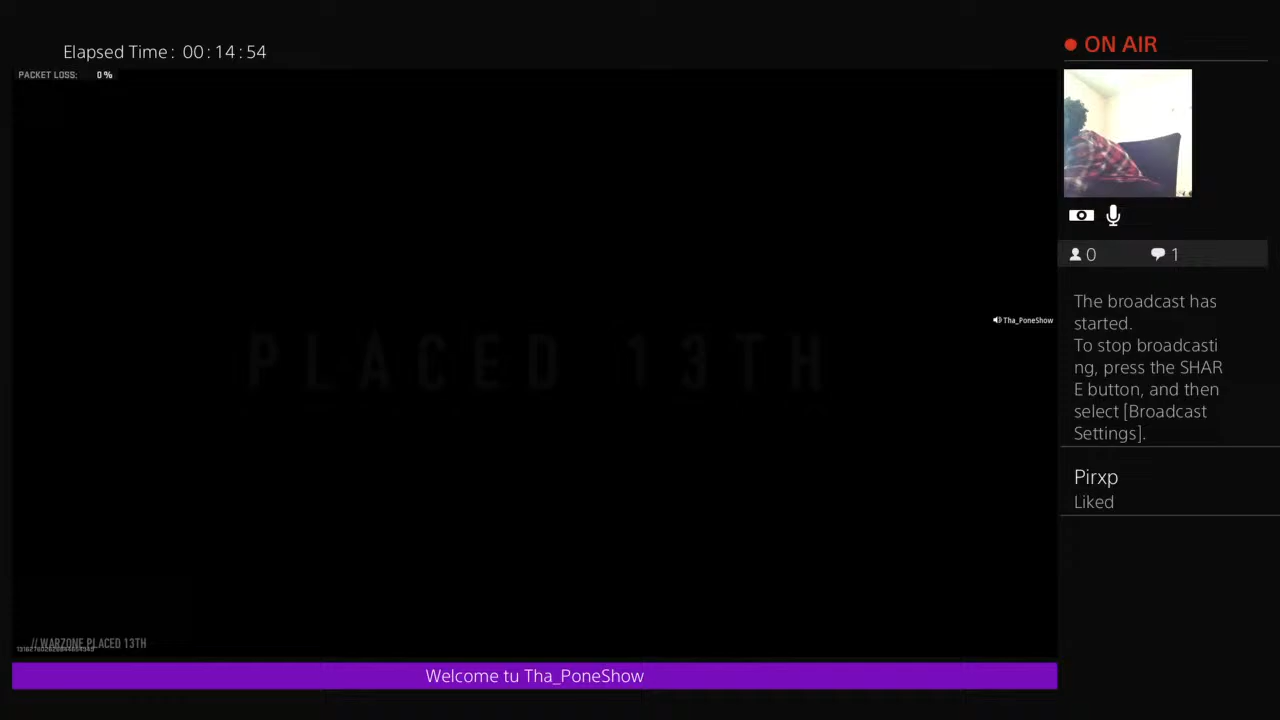 Elapsed Time: 00:14:54
ON AIR
PACKET LOSS: 0 %
0 1
Tha_PoneShow
PLACED 13TH
The broadcast has
started.
To stop broadcasti
ng, press the SHAR
E button, and then
select [Broadcast
Settings].
Pirxp
Liked
// WARZONE PLACED 13TH
Welcome tu Tha_PoneShow